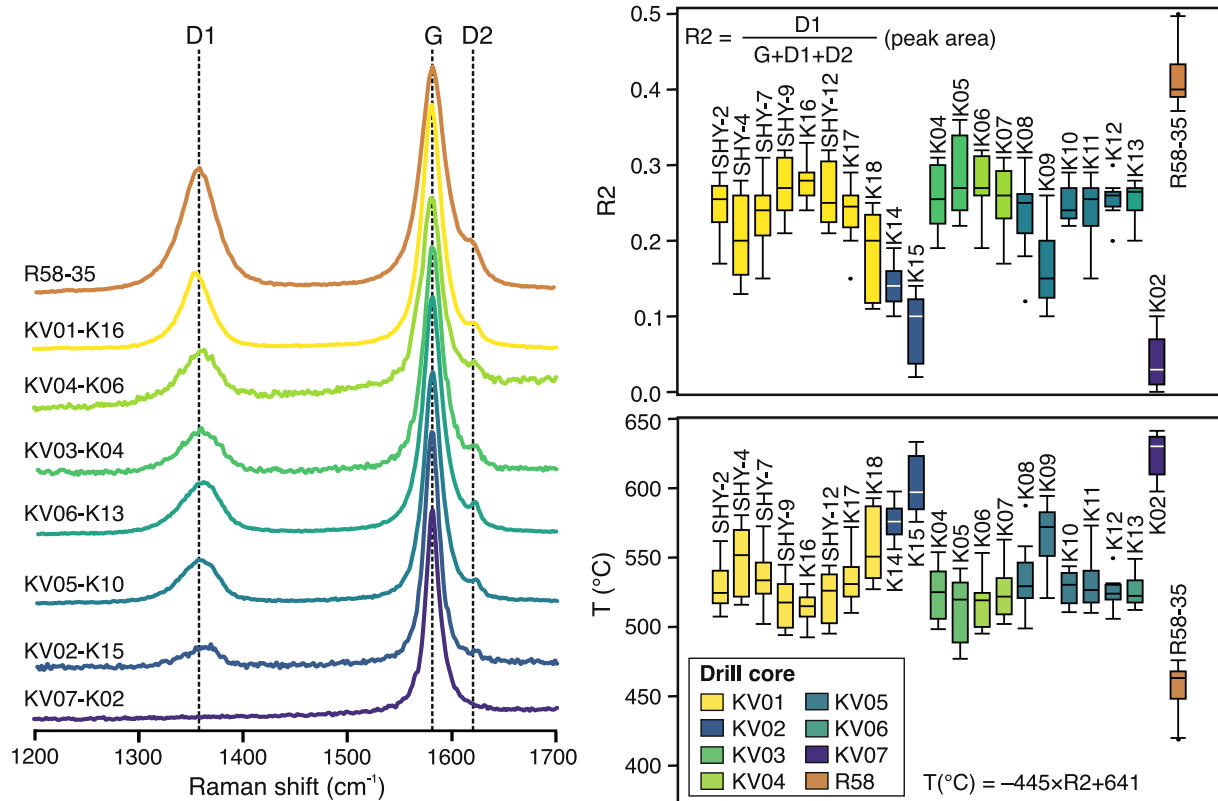 D1 G D2
R58-35
KV01-K16
KV04-K06
KV03-K04
KV06-K13
KV05-K10
KV02-K15
KV07-K02
1200 1300 1400 1500 1600 1700
Raman shift (cm⁻¹)
R2 = D1 / G+D1+D2 (peak area)
R2
0.5
0.4
0.3
0.2
0.1
0.0
SHY-2
SHY-4
SHY-7
SHY-9
K16
SHY-12
K17
K18
K14
K15
K04
K05
K06
K07
K08
K09
K10
K11
K12
K13
K02
R58-35
T (°C)
650
600
550
500
450
400
SHY-2
SHY-4
SHY-7
SHY-9
K16
SHY-12
K17
K18
K14
K15
K04
K05
K06
K07
K08
K09
K10
K11
K12
K13
K02
R58-35
Drill core
KV01 KV05
KV02 KV06
KV03 KV07
KV04 R58
T(°C) = −445×R2+641